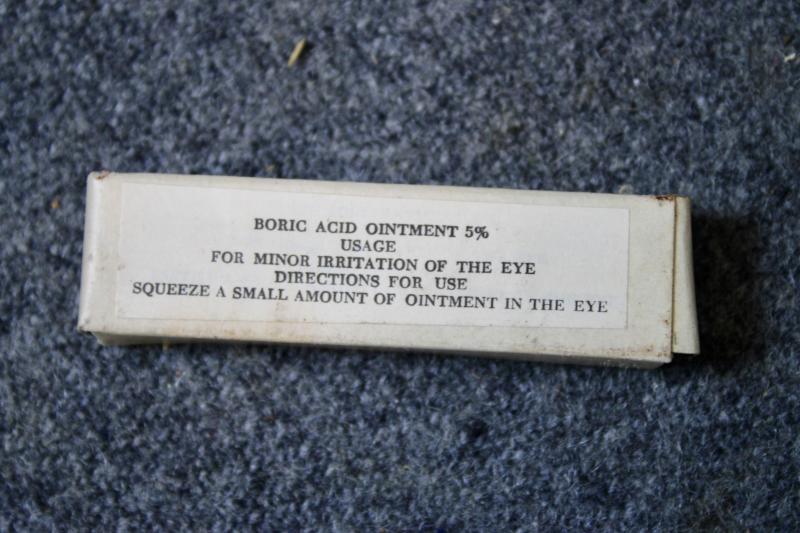 BORIC ACID OINTMENT 5%
USAGE
FOR MINOR IRRITATION OF THE EYE
DIRECTIONS FOR USE
SQUEEZE A SMALL AMOUNT OF OINTMENT IN THE EYE